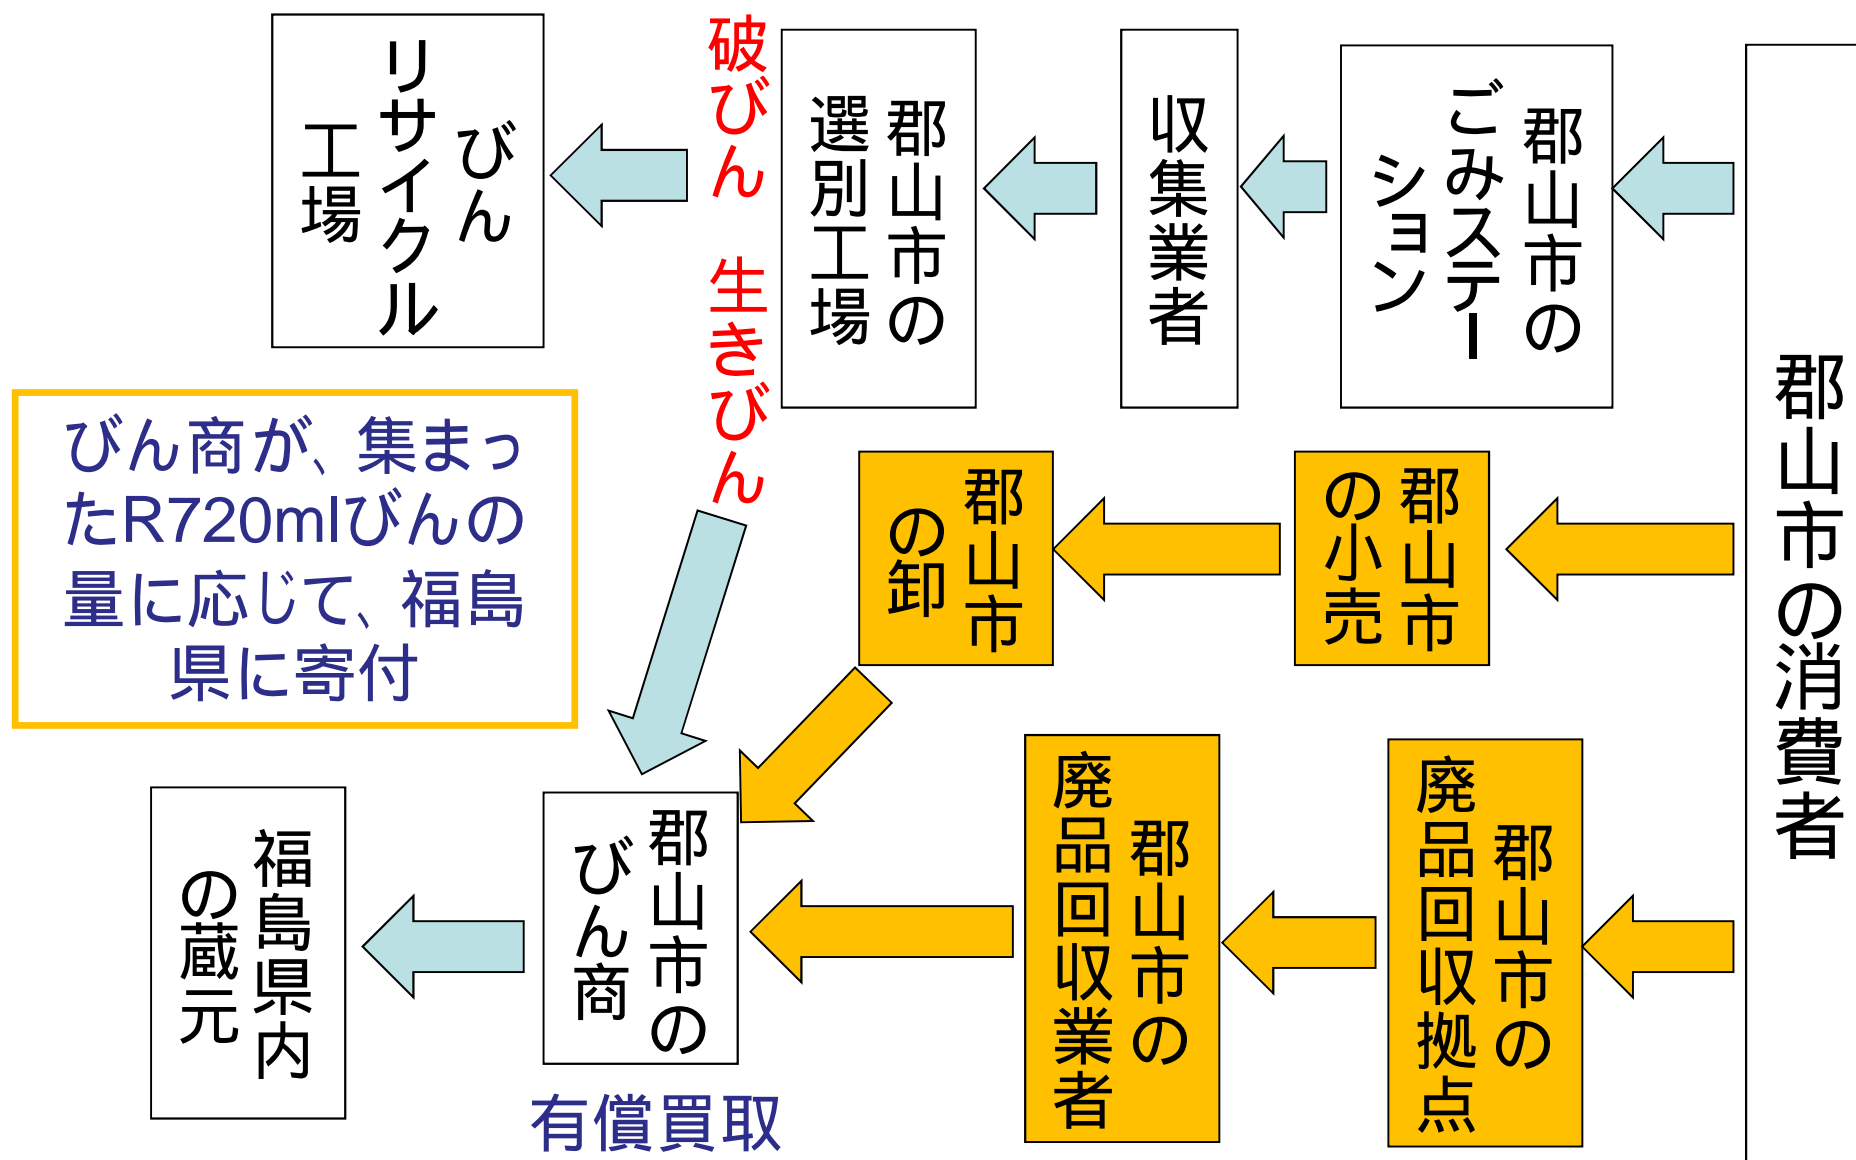 郡山市の消費者
郡山市の
ごみステー
ション
収集業者
郡山市の
選別工場
破びん　生きびん
びん
リサイクル
工場
郡山市
の小売
郡山市
の卸
びん商が、集まっ
たR720mlびんの
量に応じて、福島
県に寄付
郡山市の
廃品回収拠点
郡山市の
廃品回収業者
郡山市の
びん商
有償買取
福島県内
の蔵元